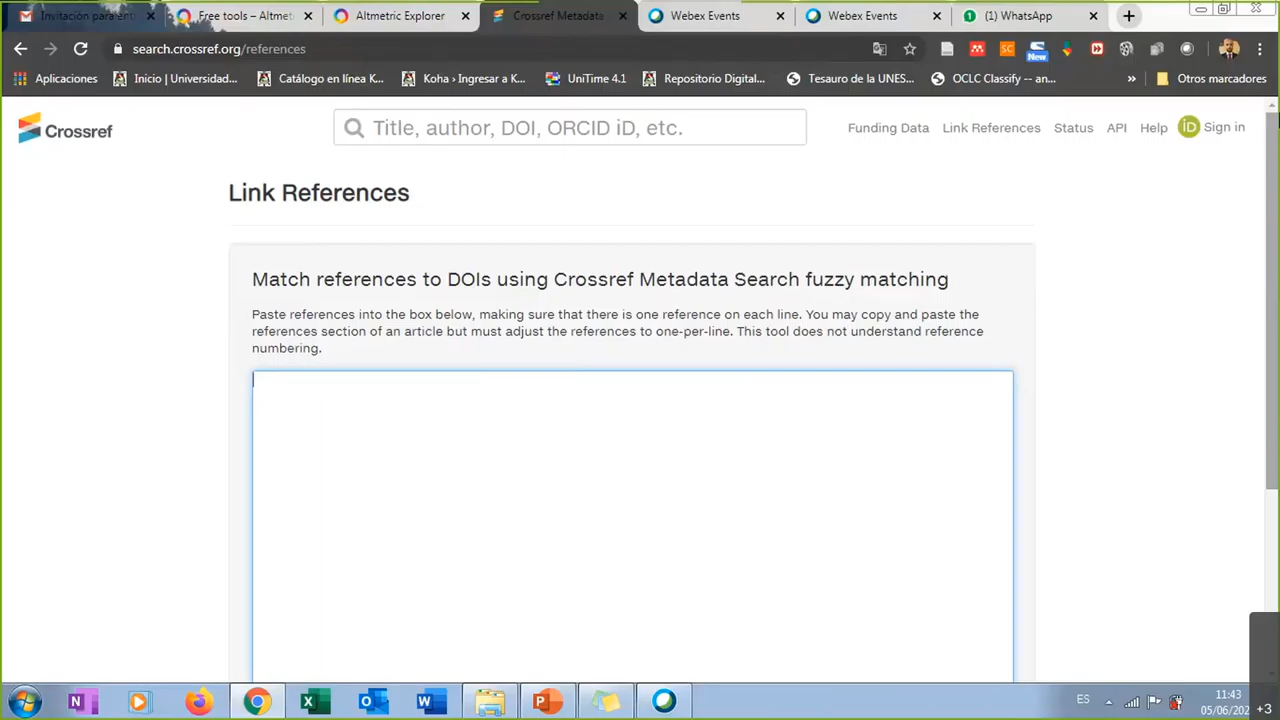 Invitación para ent
Free tools – Altmet
Altmetric Explorer
Crossref Metadata
Webex Events
Webex Events
(1) WhatsApp
search.crossref.org/references
New
Aplicaciones
Inicio | Universidad...
Catálogo en línea K...
Koha › Ingresar a K...
UniTime 4.1
Repositorio Digital...
Tesauro de la UNES...
OCLC Classify -- an...
»
Otros marcadores
Crossref
Title, author, DOI, ORCID iD, etc.
Funding Data
Link References
Status
API
Help
iD
Sign in
Link References
Match references to DOIs using Crossref Metadata Search fuzzy matching
Paste references into the box below, making sure that there is one reference on each line. You may copy and paste the
references section of an article but must adjust the references to one-per-line. This tool does not understand reference
numbering.
ES
11:43
05/06/202
+3